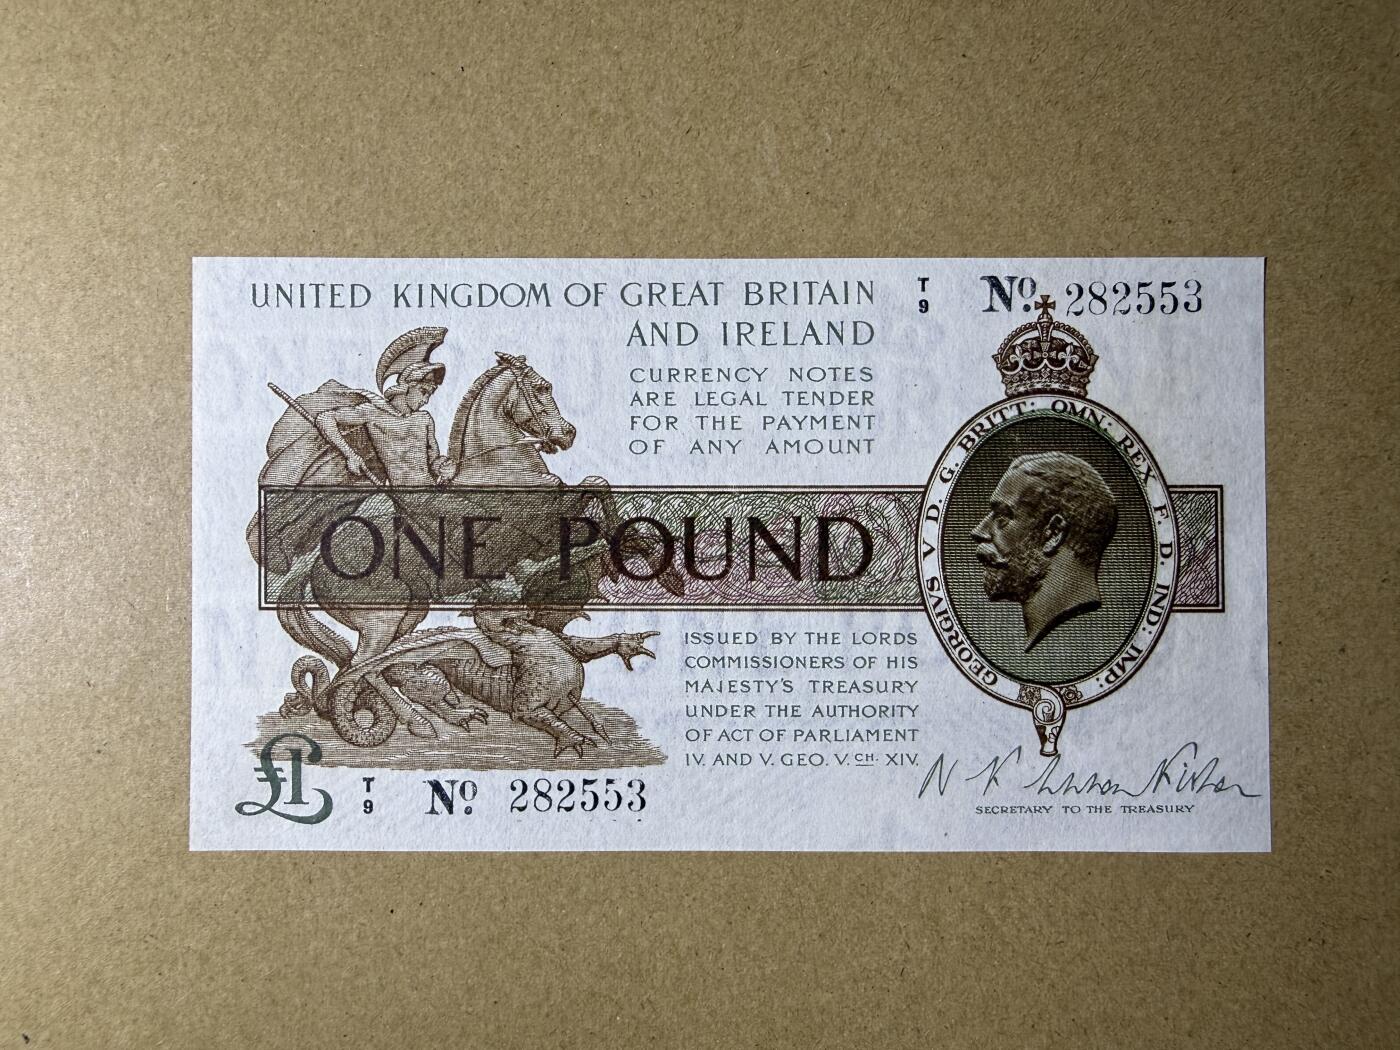 UNITED KINGDOM OF GREAT BRITAIN
AND IRELAND
T
9
No. 282553
CURRENCY NOTES
ARE LEGAL TENDER
FOR THE PAYMENT
OF ANY AMOUNT
ONE POUND
GEORGIVS V D. G. BRITT: OMN: REX F. D. IND: IMP:
ISSUED BY THE LORDS
COMMISSIONERS OF HIS
MAJESTY'S TREASURY
UNDER THE AUTHORITY
OF ACT OF PARLIAMENT
IV. AND V. GEO. V. CH. XIV.
£1
T
9
No. 282553
N K Warren Fisher
SECRETARY TO THE TREASURY